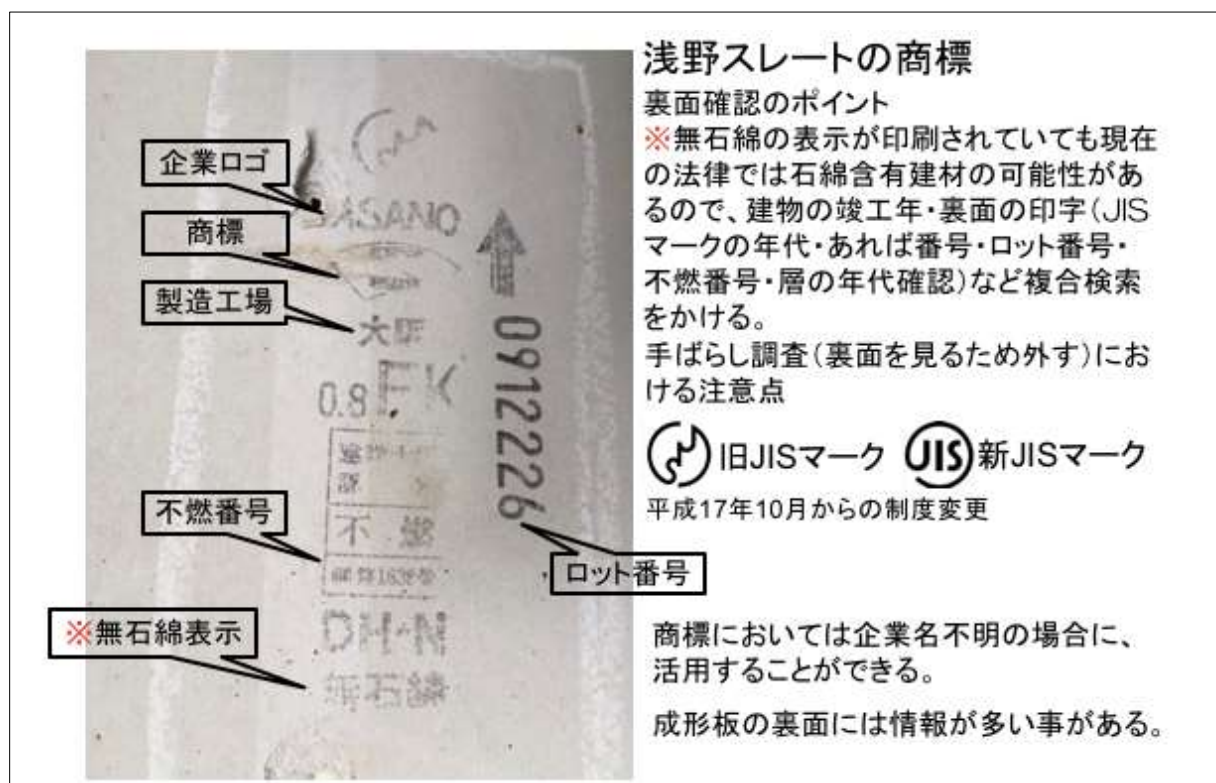 浅野スレートの商標
裏面確認のポイント
※無石綿の表示が印刷されていても現在
の法律では石綿含有建材の可能性があ
るので、建物の竣工年・裏面の印字(JIS
マークの年代・あれば番号・ロット番号・
不燃番号・層の年代確認)など複合検索
をかける。
手ばらし調査(裏面を見るため外す)にお
ける注意点
旧JISマーク JIS 新JISマーク
平成17年10月からの制度変更
商標においては企業名不明の場合に、
活用することができる。
成形板の裏面には情報が多い事がある。
企業ロゴ
商標
製造工場
不燃番号
※無石綿表示
ロット番号
0912226
大阪
0.8
不燃
無石綿